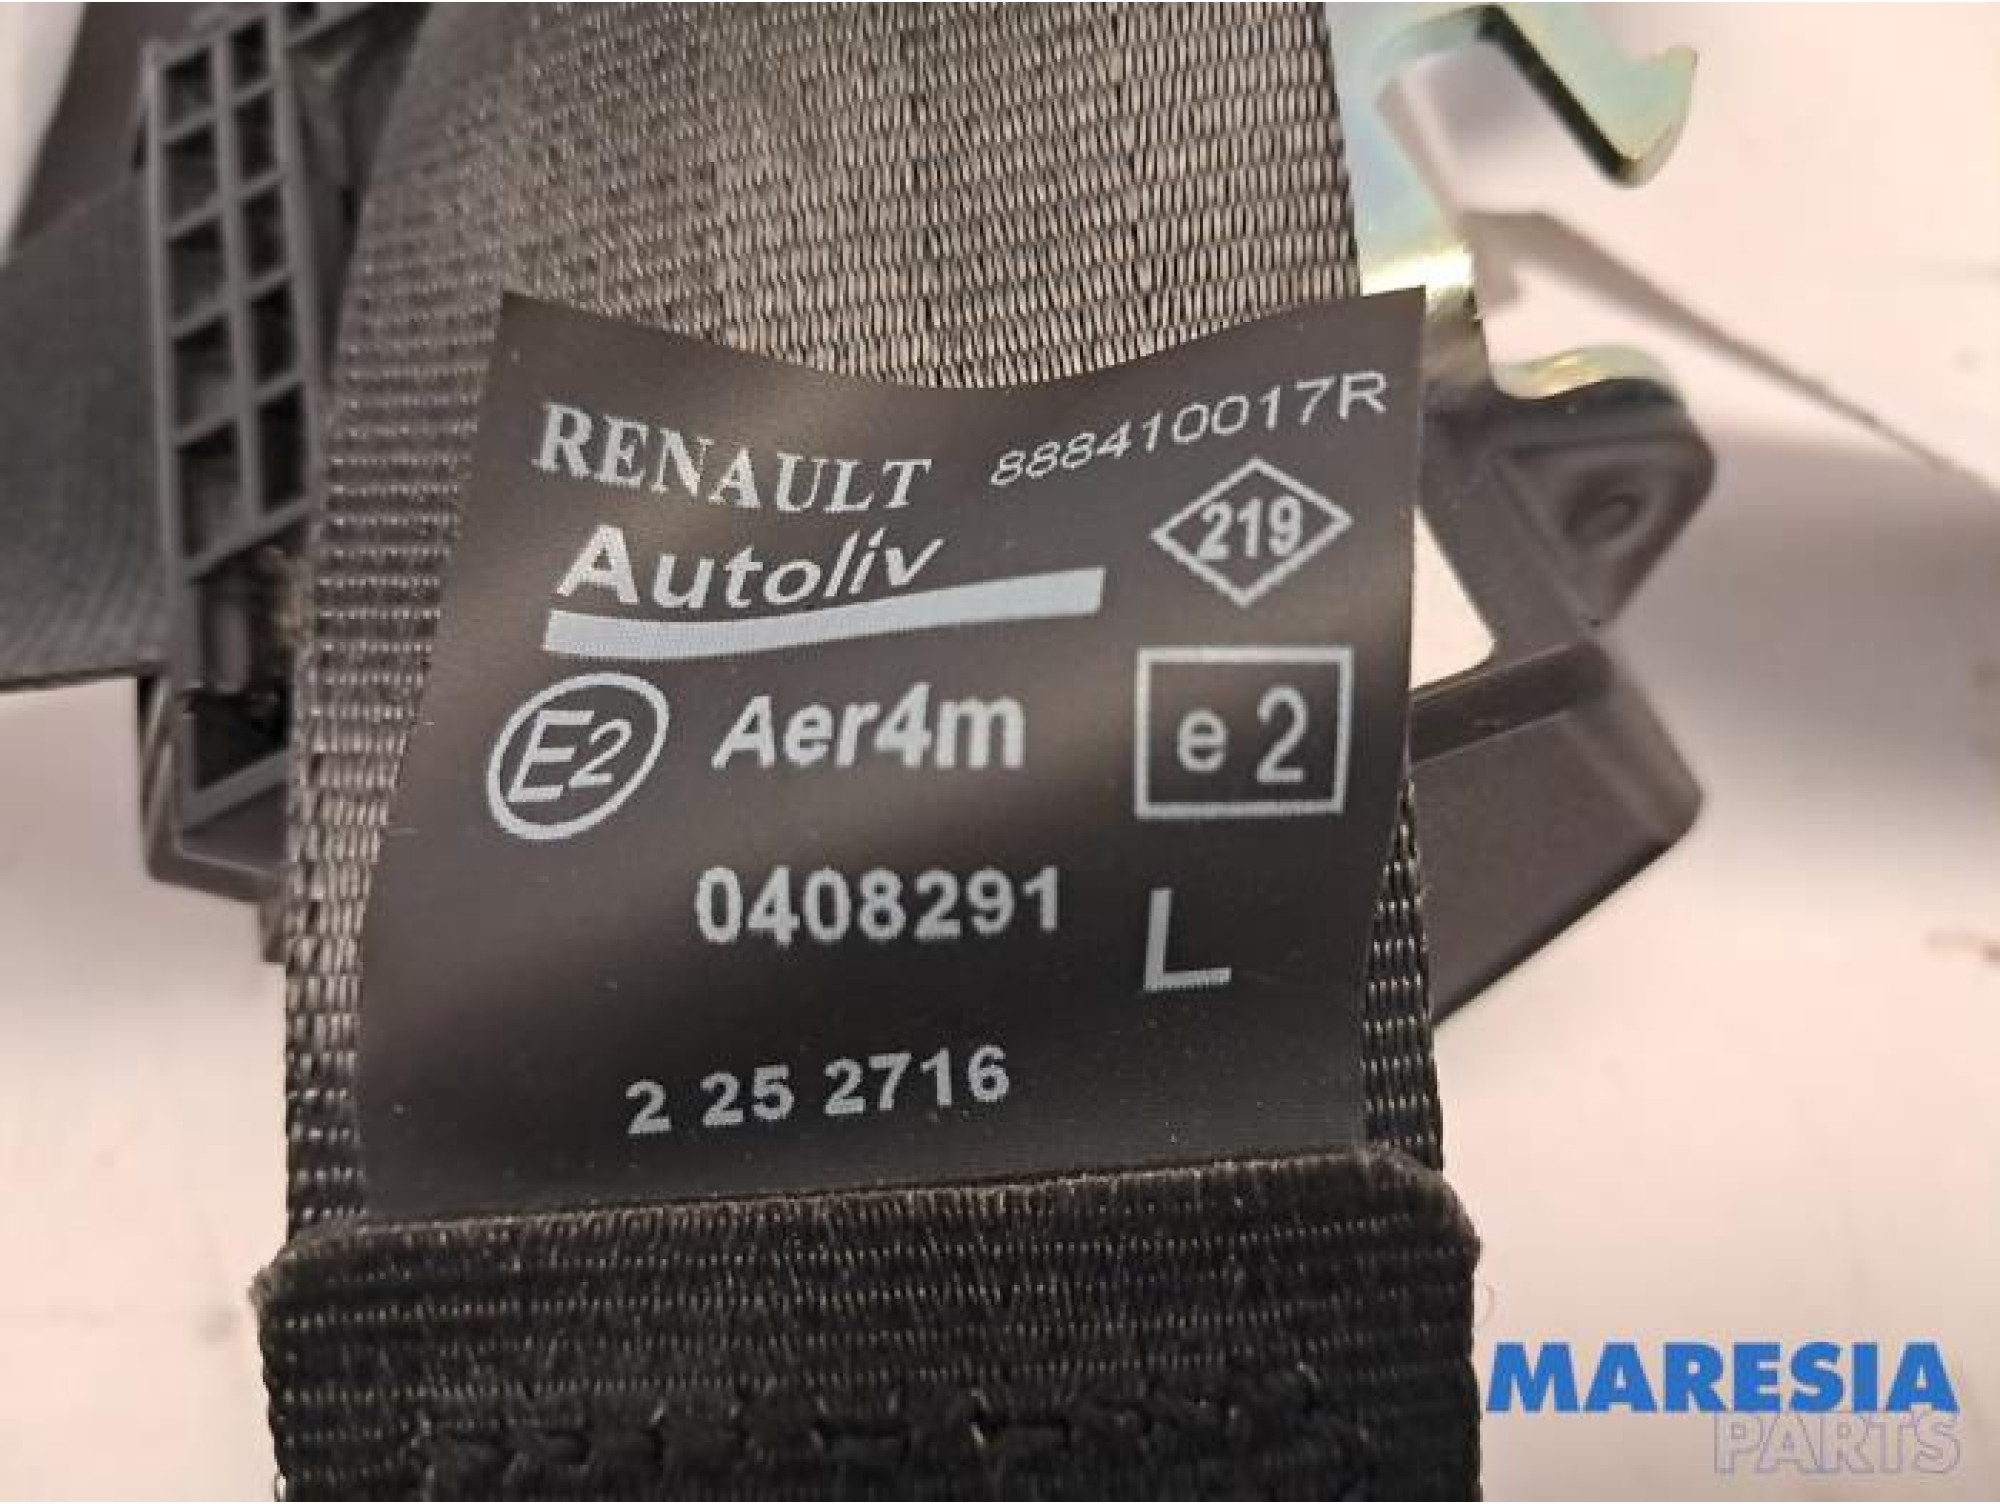 RENAULT 888410017R
Autoliv 219
E2 Aer4m e 2
0408291 L
2 25 2716
MARESIA
PARTS